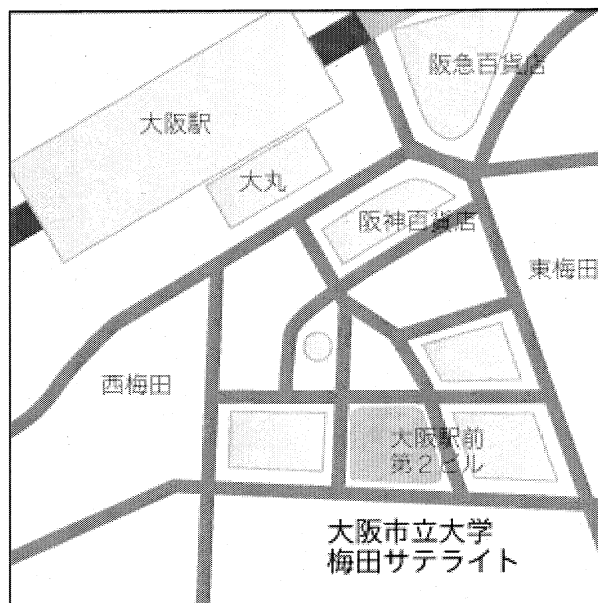 阪急百貨店
大阪駅
大丸
阪神百貨店
東梅田
西梅田
大阪駅前
第2ビル
大阪市立大学
梅田サテライト